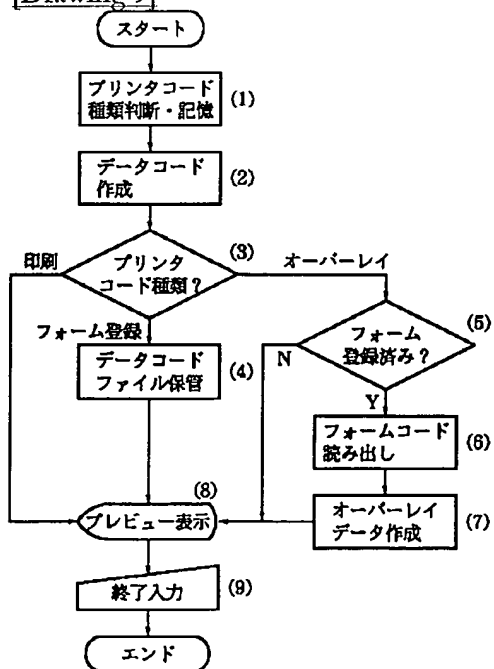 [Drawing 9]
スタート
プリンタコード
種類判断・記憶
(1)
データコード
作成
(2)
プリンタ
コード種類?
(3)
印刷
オーバーレイ
フォーム登録
フォーム
登録済み?
(5)
N
Y
データコード
ファイル保管
(4)
フォームコード
読み出し
(6)
オーバーレイ
データ作成
(7)
プレビュー表示
(8)
終了入力
(9)
エンド